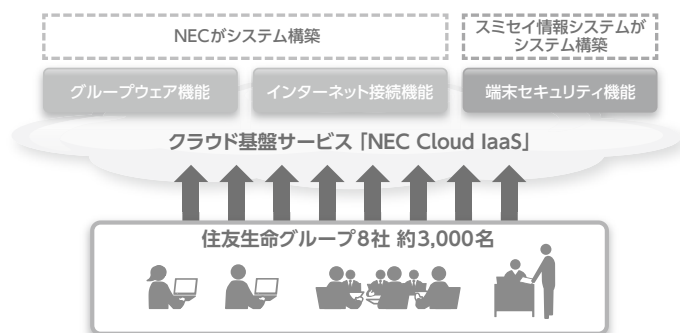 NECがシステム構築
スミセイ情報システムが
システム構築
グループウェア機能
インターネット接続機能
端末セキュリティ機能
クラウド基盤サービス「NEC Cloud IaaS」
住友生命グループ8社 約3,000名